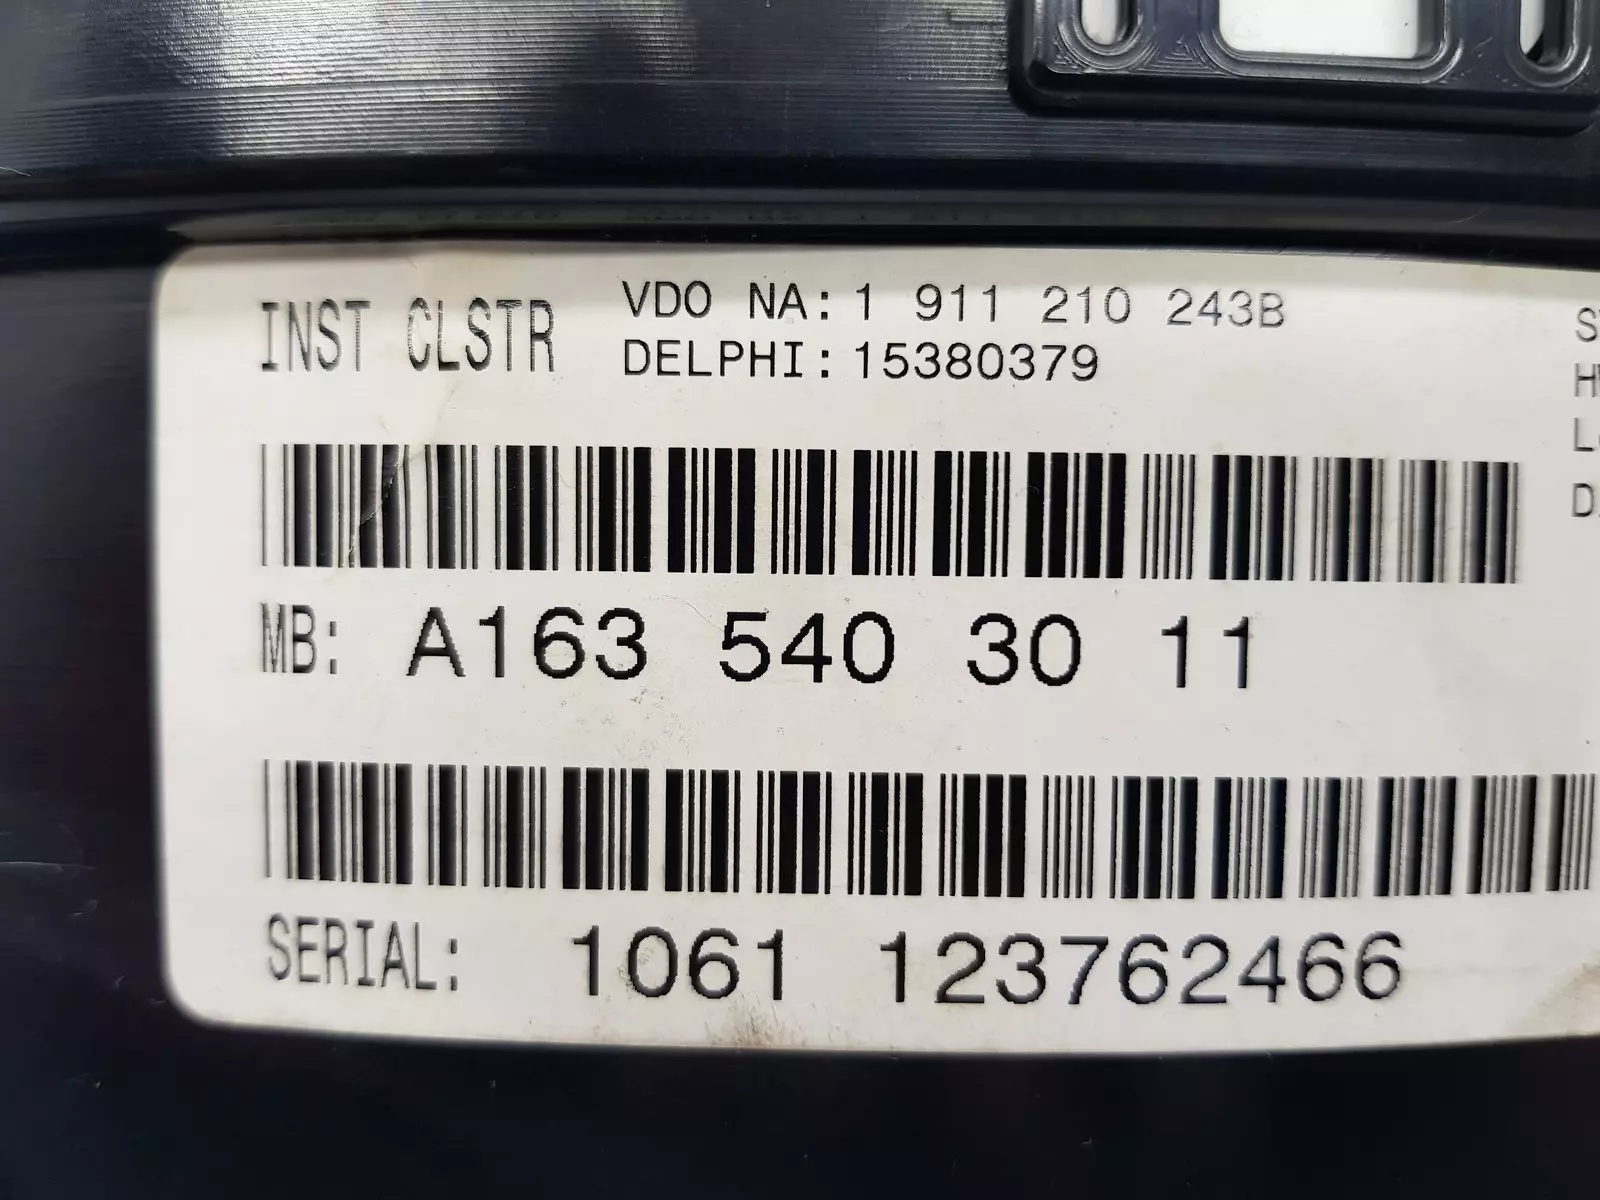 INST CLSTR
VDO NA: 1 911 210 243B
DELPHI: 15380379
MB: A163 540 30 11
SERIAL: 1061 123762466